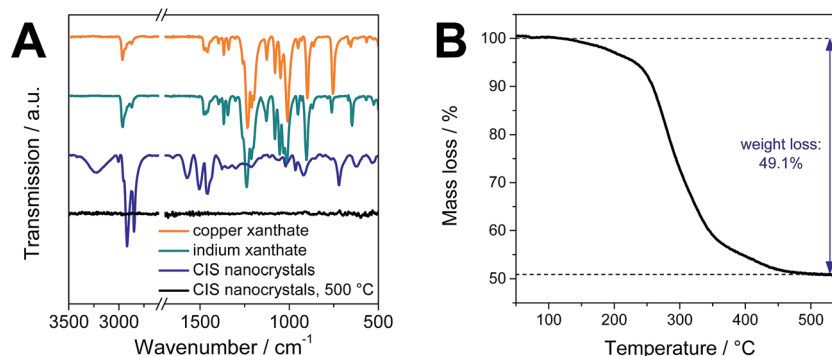 A
Transmission / a.u.
copper xanthate
indium xanthate
CIS nanocrystals
CIS nanocrystals, 500 °C
3500 3000 1500 1000 500
Wavenumber / cm⁻¹
B
Mass loss / %
100
90
80
70
60
50
weight loss:
49.1%
100 200 300 400 500
Temperature / °C